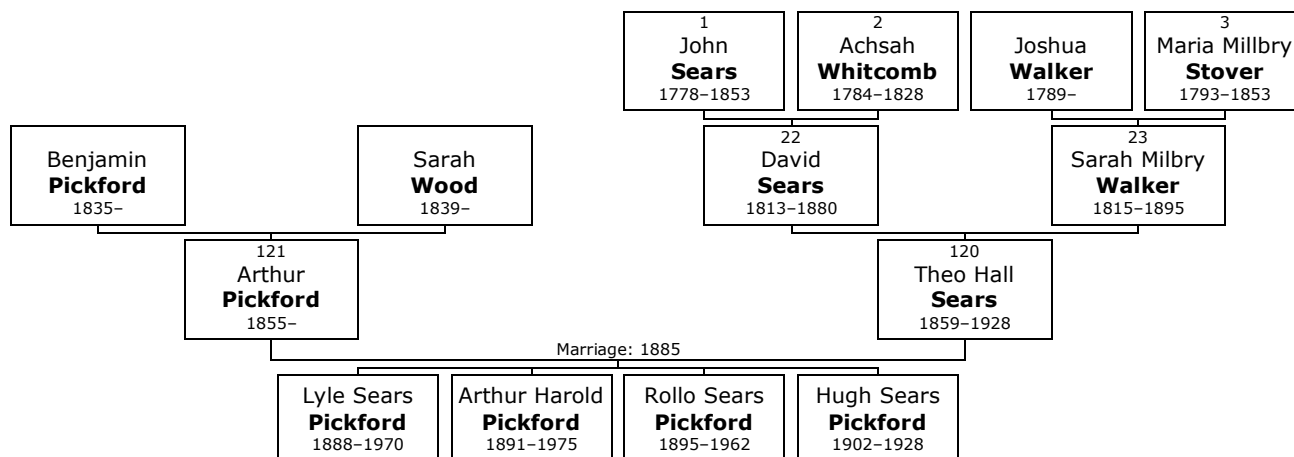 1
John
Sears
1778–1853
2
Achsah
Whitcomb
1784–1828
Joshua
Walker
1789–
3
Maria Millbry
Stover
1793–1853
Benjamin
Pickford
1835–
Sarah
Wood
1839–
22
David
Sears
1813–1880
23
Sarah Milbry
Walker
1815–1895
121
Arthur
Pickford
1855–
120
Theo Hall
Sears
1859–1928
Marriage: 1885
Lyle Sears
Pickford
1888–1970
Arthur Harold
Pickford
1891–1975
Rollo Sears
Pickford
1895–1962
Hugh Sears
Pickford
1902–1928